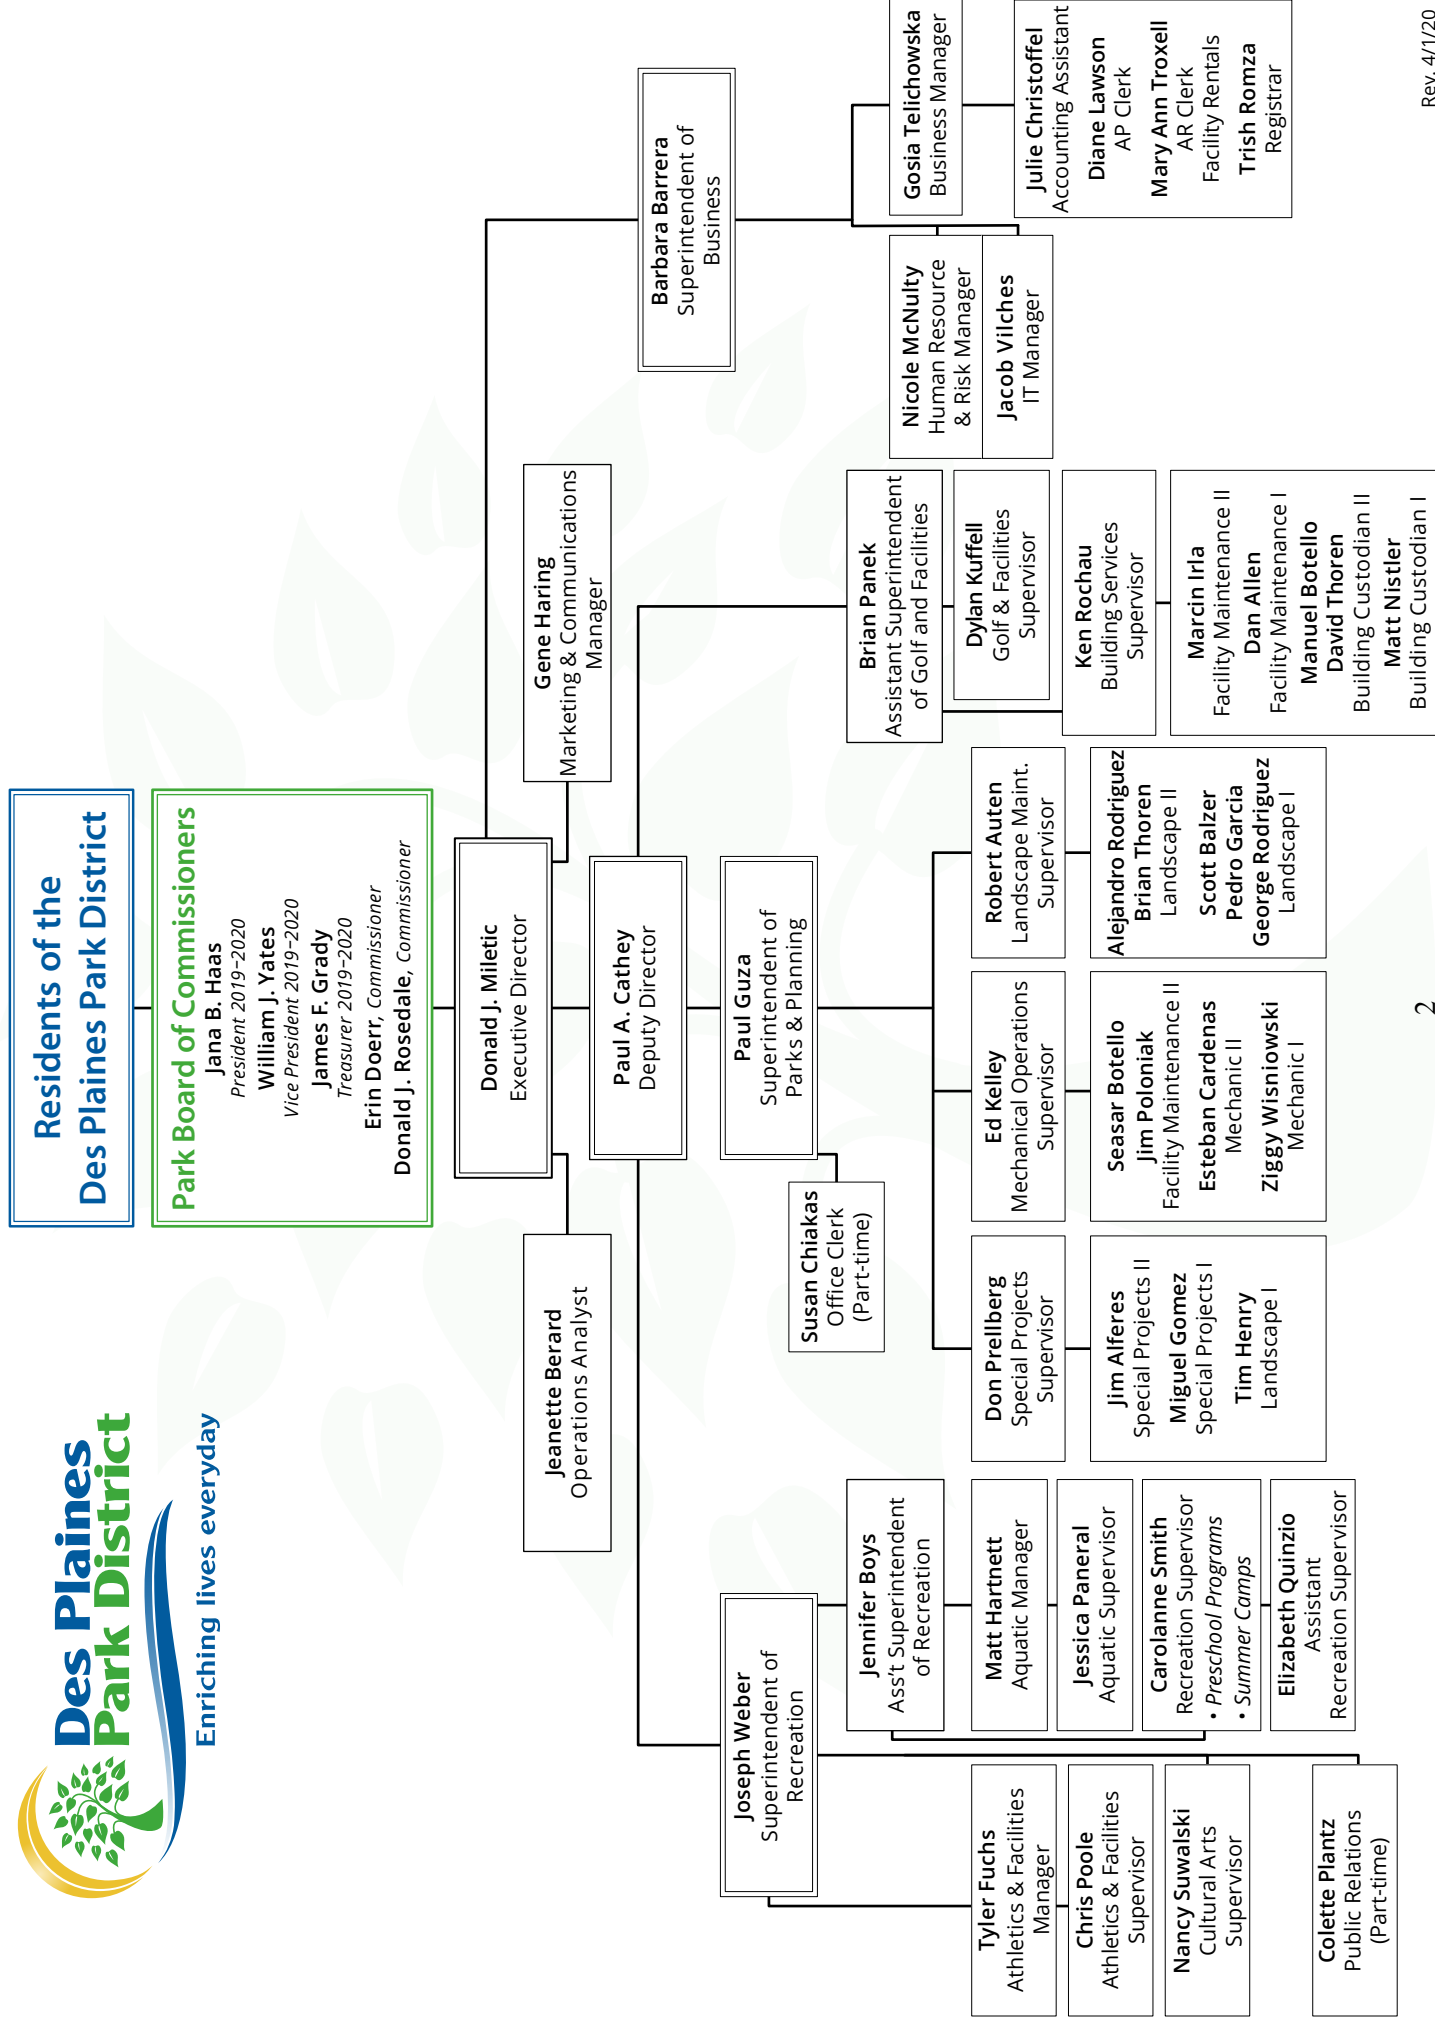 Des Plaines
Park District
Enriching lives everyday
Residents of the
Des Plaines Park District
Park Board of Commissioners
Jana B. Haas
President 2019–2020
William J. Yates
Vice President 2019–2020
James F. Grady
Treasurer 2019–2020
Erin Doerr, Commissioner
Donald J. Rosedale, Commissioner
Donald J. Miletic
Executive Director
Jeanette Berard
Operations Analyst
Gene Haring
Marketing & Communications
Manager
Paul A. Cathey
Deputy Director
Barbara Barrera
Superintendent of
Business
Joseph Weber
Superintendent of
Recreation
Paul Guza
Superintendent of
Parks & Planning
Susan Chiakas
Office Clerk
(Part-time)
Jennifer Boys
Ass't Superintendent
of Recreation
Brian Panek
Assistant Superintendent
of Golf and Facilities
Nicole McNulty
Human Resource
& Risk Manager
Gosia Telichowska
Business Manager
Tyler Fuchs
Athletics & Facilities
Manager
Chris Poole
Athletics & Facilities
Supervisor
Nancy Suwalski
Cultural Arts
Supervisor
Colette Plantz
Public Relations
(Part-time)
Matt Hartnett
Aquatic Manager
Jessica Paneral
Aquatic Supervisor
Carolanne Smith
Recreation Supervisor
• Preschool Programs
• Summer Camps
Elizabeth Quinzio
Assistant
Recreation Supervisor
Don Prellberg
Special Projects
Supervisor
Jim Alferes
Special Projects II
Miguel Gomez
Special Projects I
Tim Henry
Landscape I
Ed Kelley
Mechanical Operations
Supervisor
Seasar Botello
Jim Poloniak
Facility Maintenance II
Esteban Cardenas
Mechanic II
Ziggy Wisniowski
Mechanic I
Robert Auten
Landscape Maint.
Supervisor
Alejandro Rodriguez
Brian Thoren
Landscape II
Scott Balzer
Pedro Garcia
George Rodriguez
Landscape I
Dylan Kuffell
Golf & Facilities
Supervisor
Ken Rochau
Building Services
Supervisor
Marcin Irla
Facility Maintenance II
Dan Allen
Facility Maintenance I
Manuel Botello
David Thoren
Building Custodian II
Matt Nistler
Building Custodian I
Jacob Vilches
IT Manager
Julie Christoffel
Accounting Assistant
Diane Lawson
AP Clerk
Mary Ann Troxell
AR Clerk
Facility Rentals
Trish Romza
Registrar
2
Rev. 4/1/20